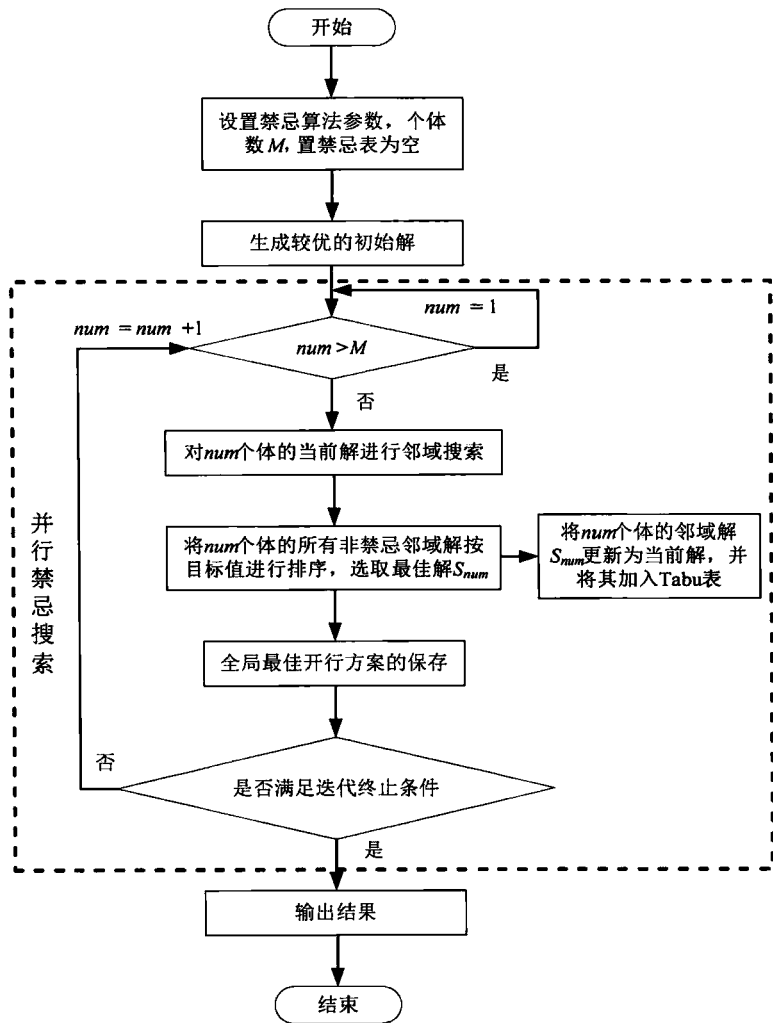 开始
设置禁忌算法参数，个体
数M, 置禁忌表为空
生成较优的初始解
num = 1
num = num +1
num >M
是
否
对num个体的当前解进行邻域搜索
并行禁忌搜索
将num个体的所有非禁忌邻域解按
目标值进行排序，选取最佳解Snum
将num个体的邻域解
Snum更新为当前解，并
将其加入Tabu表
全局最佳开行方案的保存
否
是否满足迭代终止条件
是
输出结果
结束